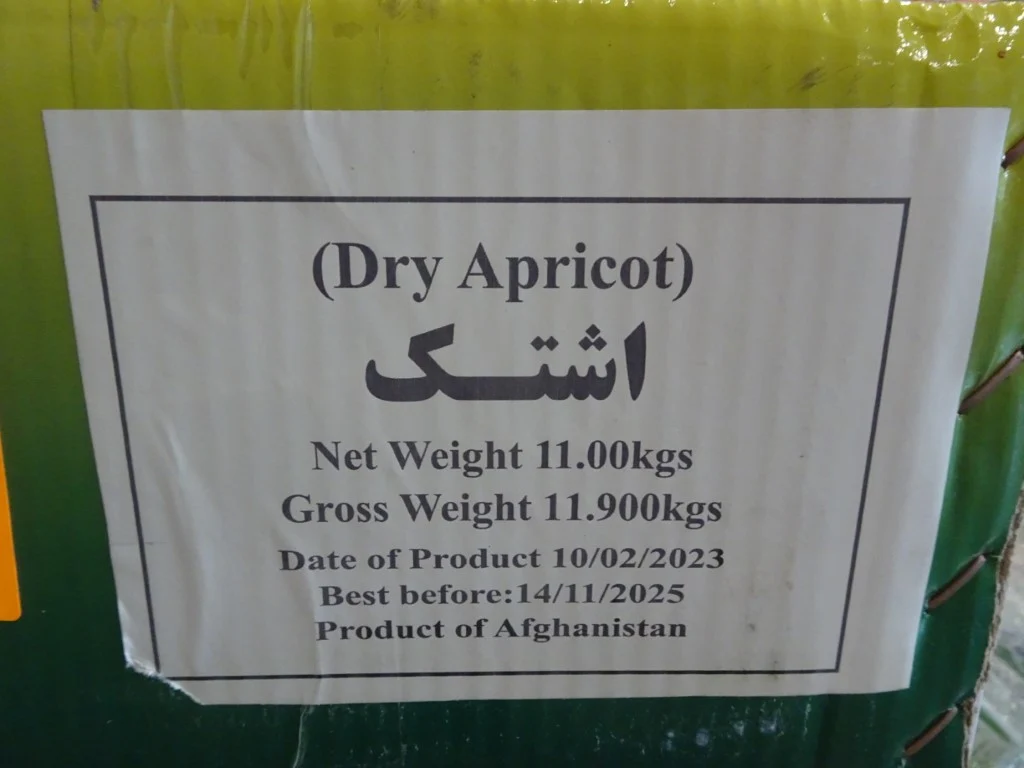 (Dry Apricot)
اشتـــک
Net Weight 11.00kgs
Gross Weight 11.900kgs
Date of Product 10/02/2023
Best before:14/11/2025
Product of Afghanistan